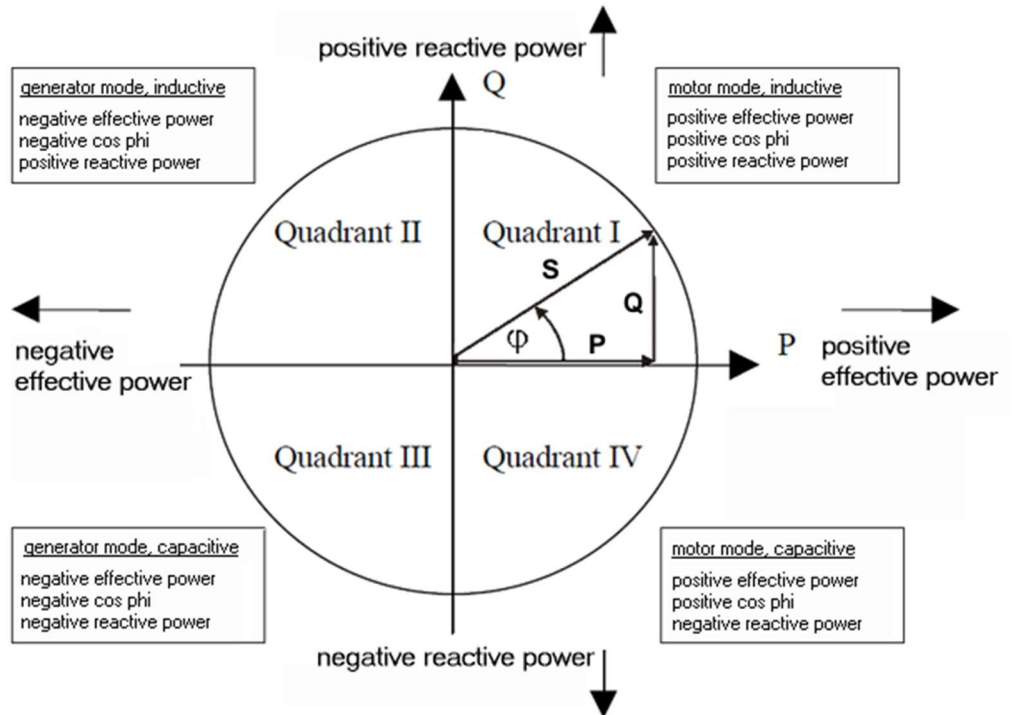 positive reactive power
Q
generator mode, inductive
negative effective power
negative cos phi
positive reactive power
motor mode, inductive
positive effective power
positive cos phi
positive reactive power
Quadrant II
Quadrant I
S
Q
φ
P
P
negative
effective power
positive
effective power
Quadrant III
Quadrant IV
generator mode, capacitive
negative effective power
negative cos phi
negative reactive power
motor mode, capacitive
positive effective power
positive cos phi
negative reactive power
negative reactive power